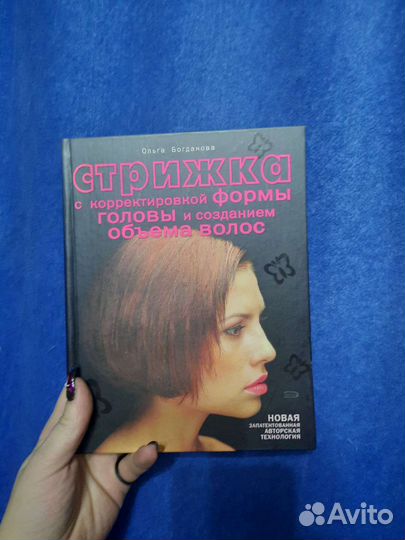 Ольга Богданова
стрижка
с корректировкой формы
головы и созданием
объема волос
НОВАЯ
ЗАПАТЕНТОВАННАЯ
АВТОРСКАЯ
ТЕХНОЛОГИЯ
Avito